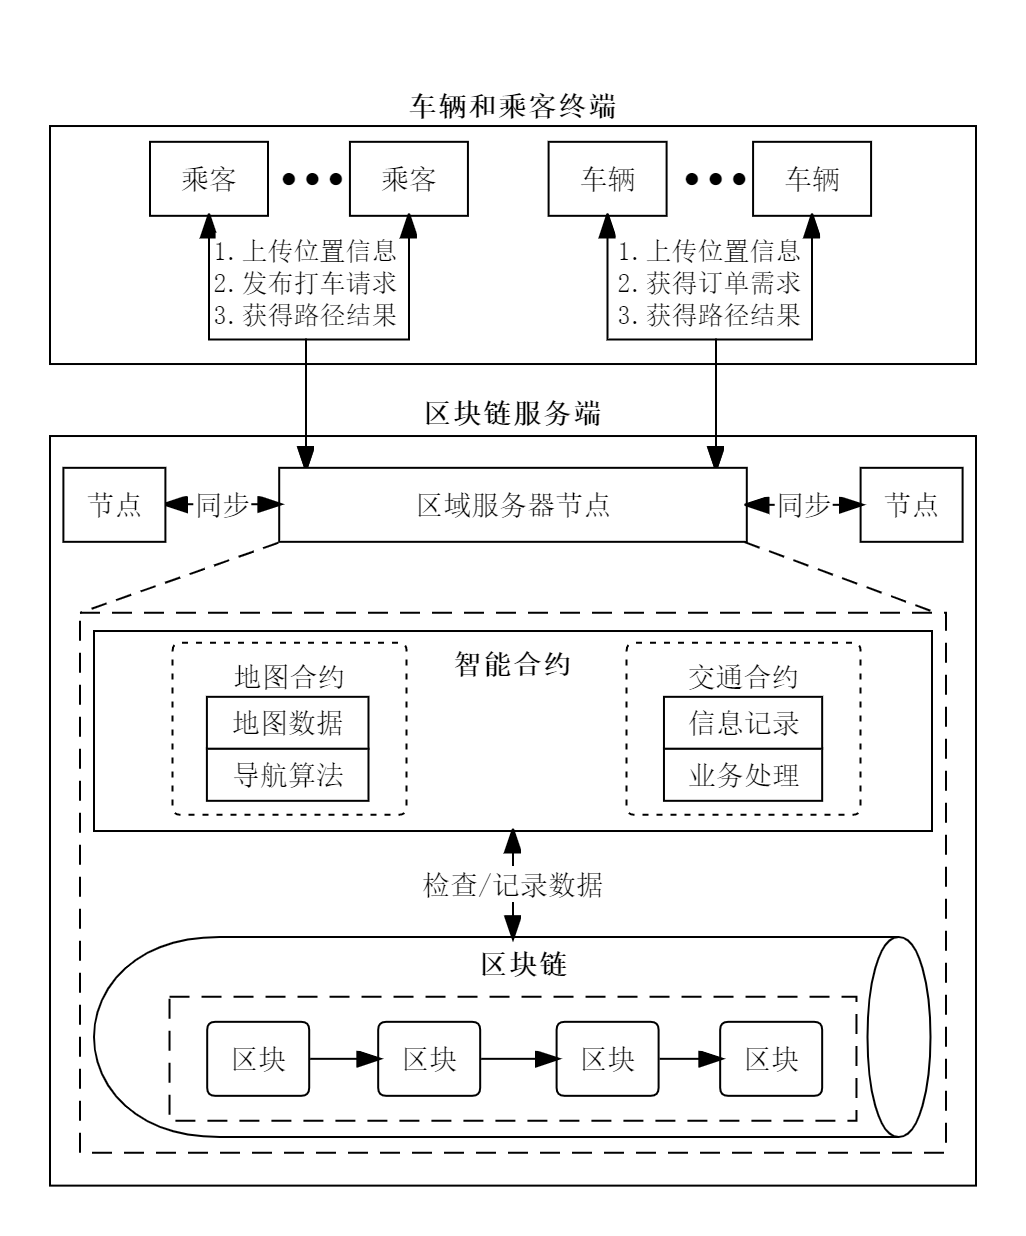 车辆和乘客终端
乘客
乘客
车辆
车辆
1.上传位置信息
2.发布打车请求
3.获得路径结果
1.上传位置信息
2.获得订单需求
3.获得路径结果
区块链服务端
节点
同步
区域服务器节点
同步
节点
智能合约
地图合约
地图数据
导航算法
交通合约
信息记录
业务处理
检查/记录数据
区块链
区块
区块
区块
区块